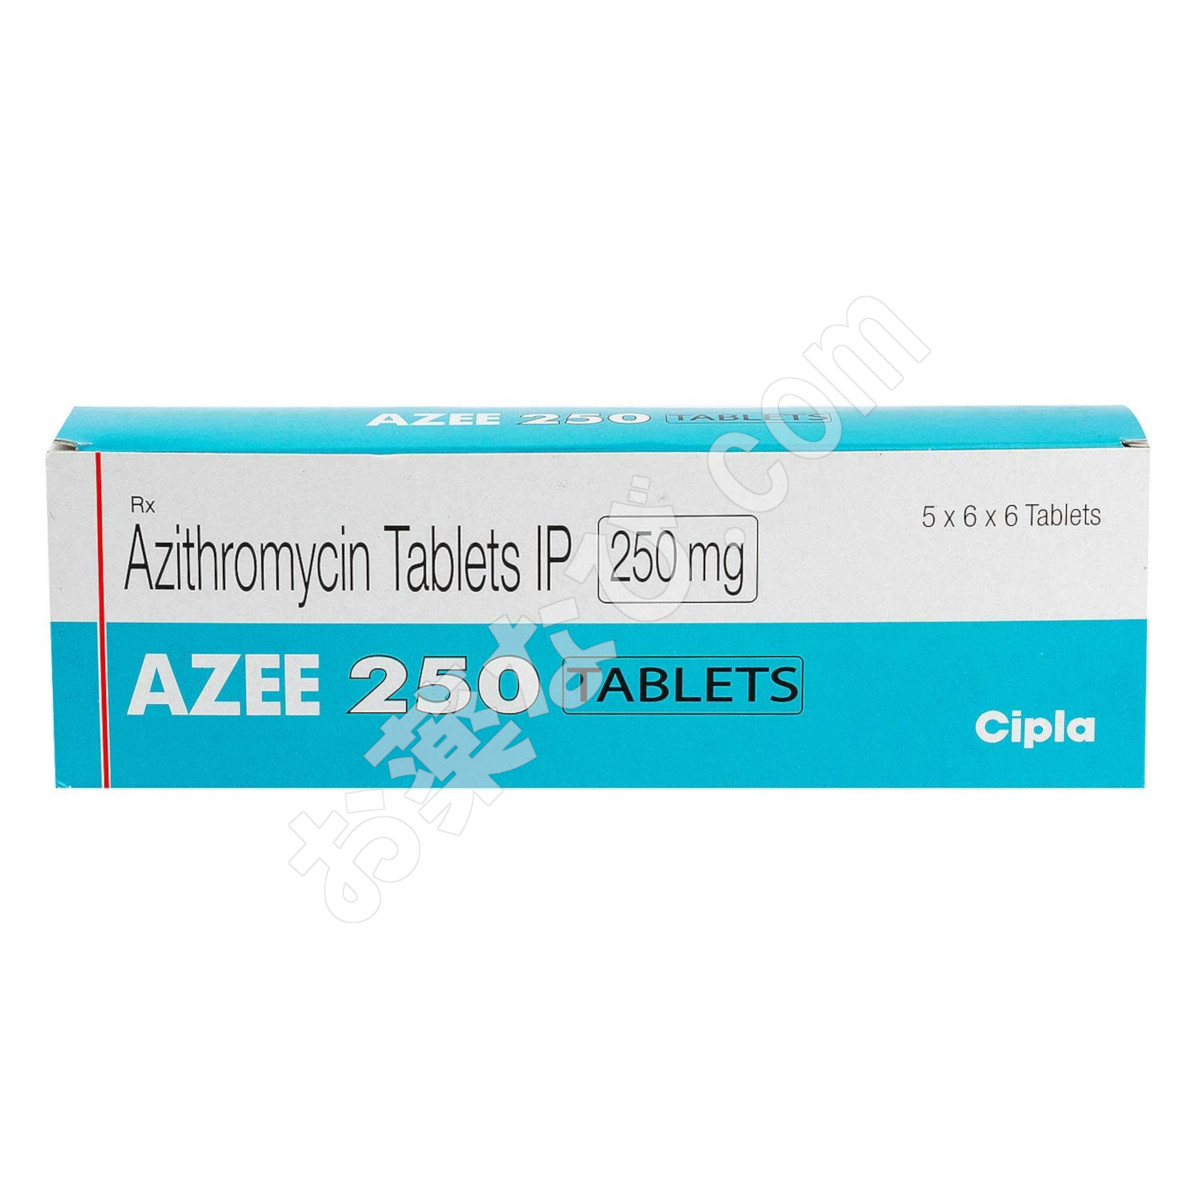 AZEE 250 TABLETS
Rx
Azithromycin Tablets IP 250 mg
5 x 6 x 6 Tablets
AZEE 250 TABLETS
Cipla
お薬なび.com